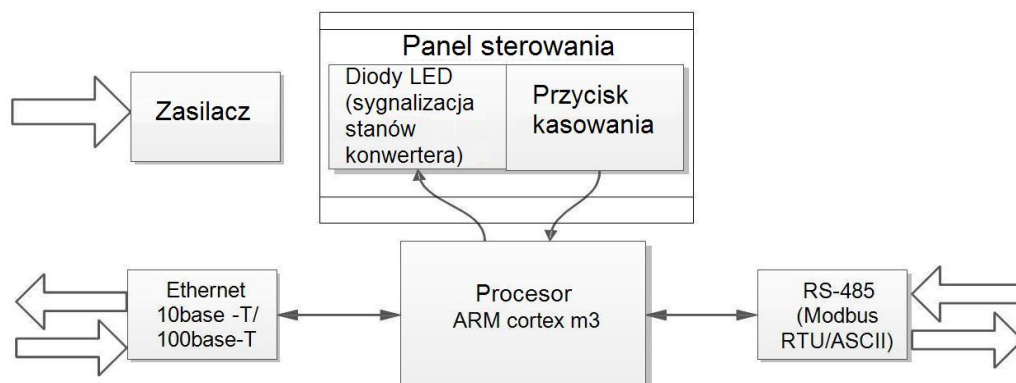 Panel sterowania
Zasilacz
Diody LED
(sygnalizacja
stanów
konwertera)
Przycisk
kasowania
Ethernet
10base -T/
100base-T
Procesor
ARM cortex m3
RS-485
(Modbus
RTU/ASCII)